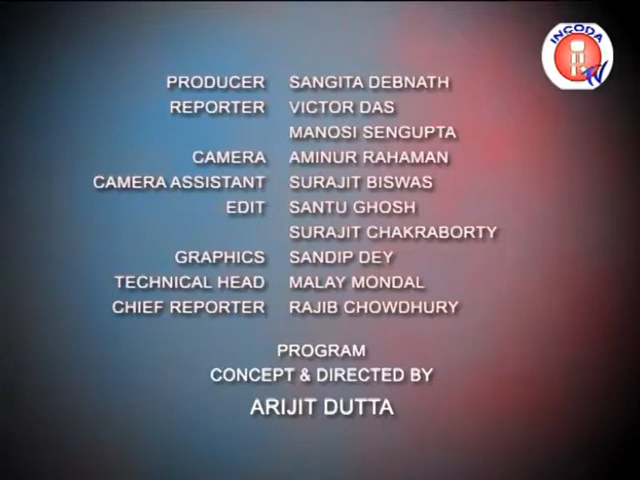 INCODA
TV
PRODUCER SANGITA DEBNATH
REPORTER VICTOR DAS
MANOSI SENGUPTA
CAMERA AMINUR RAHAMAN
CAMERA ASSISTANT SURAJIT BISWAS
EDIT SANTU GHOSH
SURAJIT CHAKRABORTY
GRAPHICS SANDIP DEY
TECHNICAL HEAD MALAY MONDAL
CHIEF REPORTER RAJIB CHOWDHURY
PROGRAM
CONCEPT & DIRECTED BY
ARIJIT DUTTA